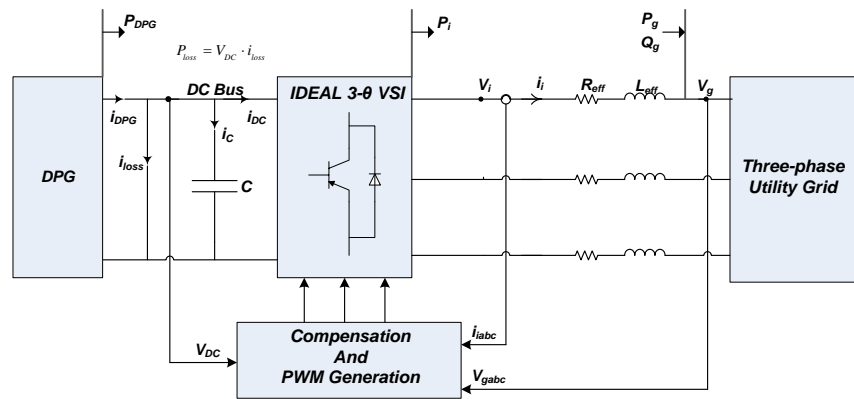 P_DPG
P_loss = V_DC · i_loss
P_i
P_g
Q_g
DC Bus
IDEAL 3-θ VSI
V_i
i_i
R_eff
L_eff
V_g
i_DPG
i_C
i_DC
i_loss
DPG
C
Three-phase
Utility Grid
V_DC
Compensation
And
PWM Generation
i_iabc
V_gabc